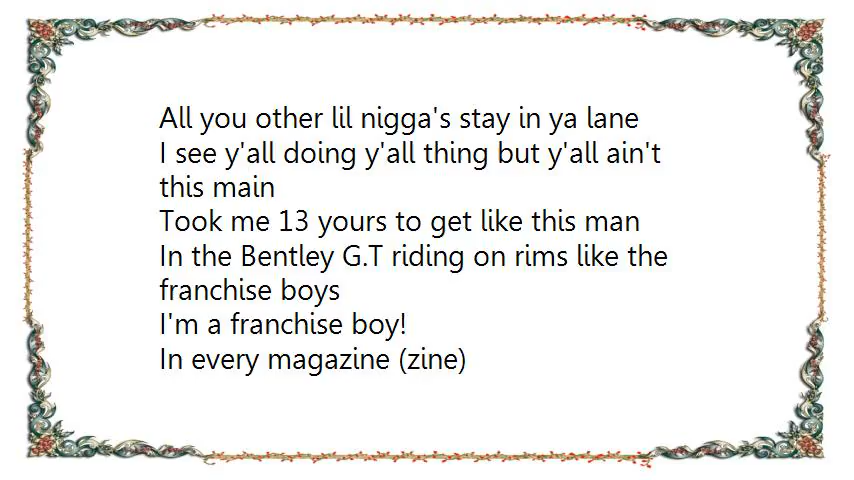 All you other lil nigga's stay in ya lane
I see y'all doing y'all thing but y'all ain't
this main
Took me 13 yours to get like this man
In the Bentley G.T riding on rims like the
franchise boys
I'm a franchise boy!
In every magazine (zine)